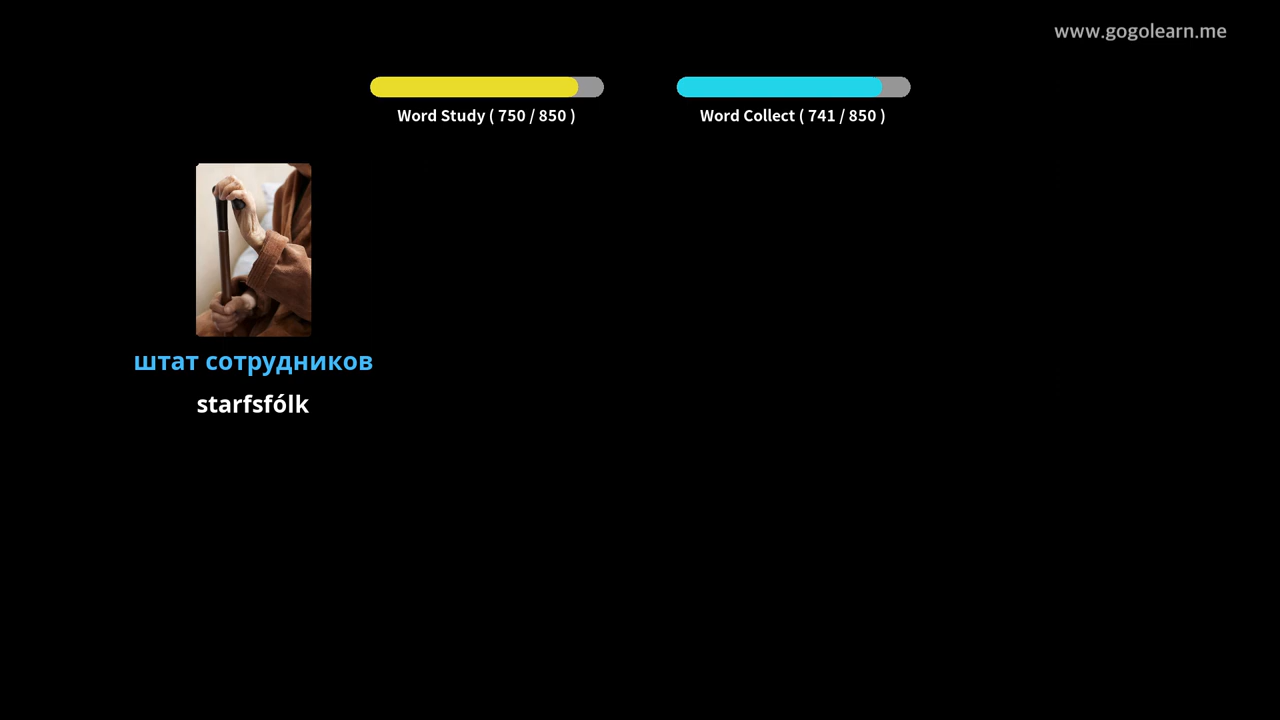 www.gogolearn.me
Word Study ( 750 / 850 )
Word Collect ( 741 / 850 )
штат сотрудников
starfsfólk